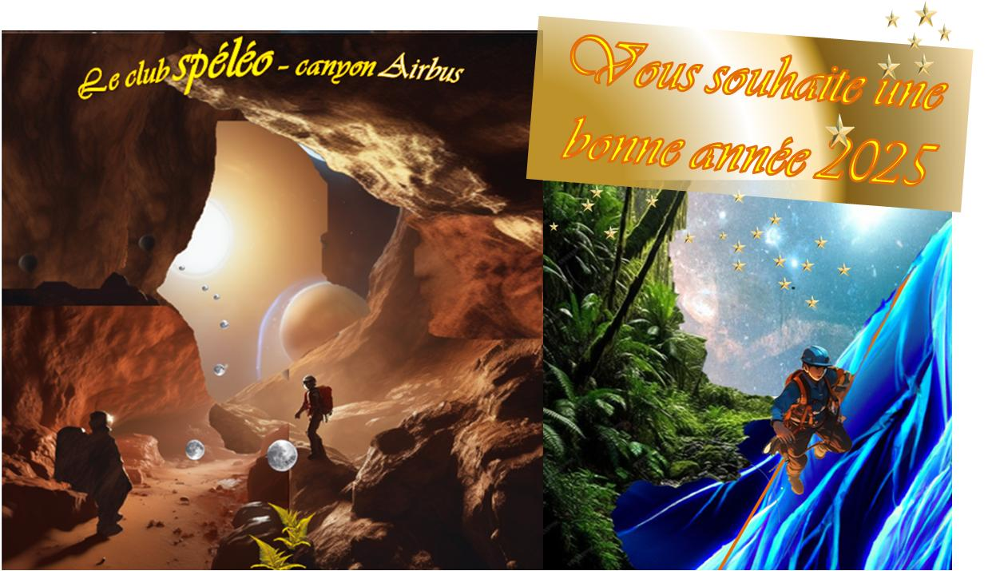 Le club spéléo - canyon Airbus
Vous souhaite une
bonne année 2025